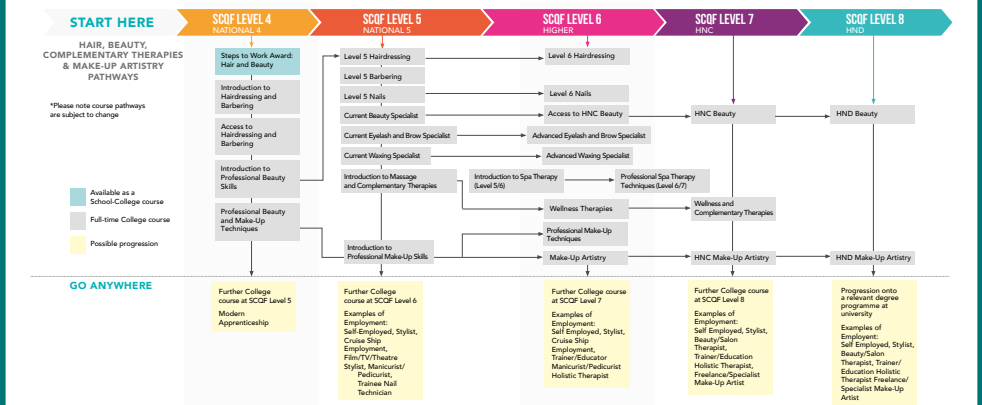 START HERE
SCQF LEVEL 4
NATIONAL 4
SCQF LEVEL 5
NATIONAL 5
SCQF LEVEL 6
HIGHER
SCQF LEVEL 7
HNC
SCQF LEVEL 8
HND
HAIR, BEAUTY,
COMPLEMENTARY THERAPIES
& MAKE-UP ARTISTRY
PATHWAYS
*Please note course pathways
are subject to change
Available as a
School-College course
Full-time College course
Possible progression
Steps to Work Award:
Hair and Beauty
Introduction to
Hairdressing and
Barbering
Access to
Hairdressing and
Barbering
Introduction to
Professional Beauty
Skills
Professional Beauty
and Make-Up
Techniques
Level 5 Hairdressing
Level 5 Barbering
Level 5 Nails
Current Beauty Specialist
Current Eyelash and Brow Specialist
Current Waxing Specialist
Introduction to Massage
and Complementary Therapies
Introduction to
Professional Make-Up Skills
Level 6 Hairdressing
Level 6 Nails
Access to HNC Beauty
Advanced Eyelash and Brow Specialist
Advanced Waxing Specialist
Introduction to Spa Therapy
(Level 5/6)
Professional Spa Therapy
Techniques (Level 6/7)
Wellness Therapies
Professional Make-Up
Techniques
Make-Up Artistry
HNC Beauty
Wellness and
Complementary Therapies
HNC Make-Up Artistry
HND Beauty
HND Make-Up Artistry
GO ANYWHERE
Further College
course at SCQF Level 5
Modern
Apprenticeship
Further College
course at SCQF Level 6
Examples of
Employment:
Self-Employed, Stylist,
Cruise Ship
Employment,
Film/TV/Theatre
Stylist, Manicurist/
Pedicurist,
Trainee Nail
Technician
Further College course
at SCQF Level 7
Examples of
Employment:
Self Employed, Stylist,
Cruise Ship
Employment,
Trainer/Educator
Manicurist/Pedicurist
Holistic Therapist
Further College course
at SCQF Level 8
Examples of
Employment:
Self Employed, Stylist,
Beauty/Salon
Therapist,
Trainer/Education
Holistic Therapist,
Freelance/Specialist
Make-Up Artist
Progression onto
a relevant degree
programme at
university
Examples of
Employment:
Self Employed, Stylist,
Beauty/Salon
Therapist, Trainer/
Education Holistic
Therapist Freelance/
Specialist Make-Up
Artist